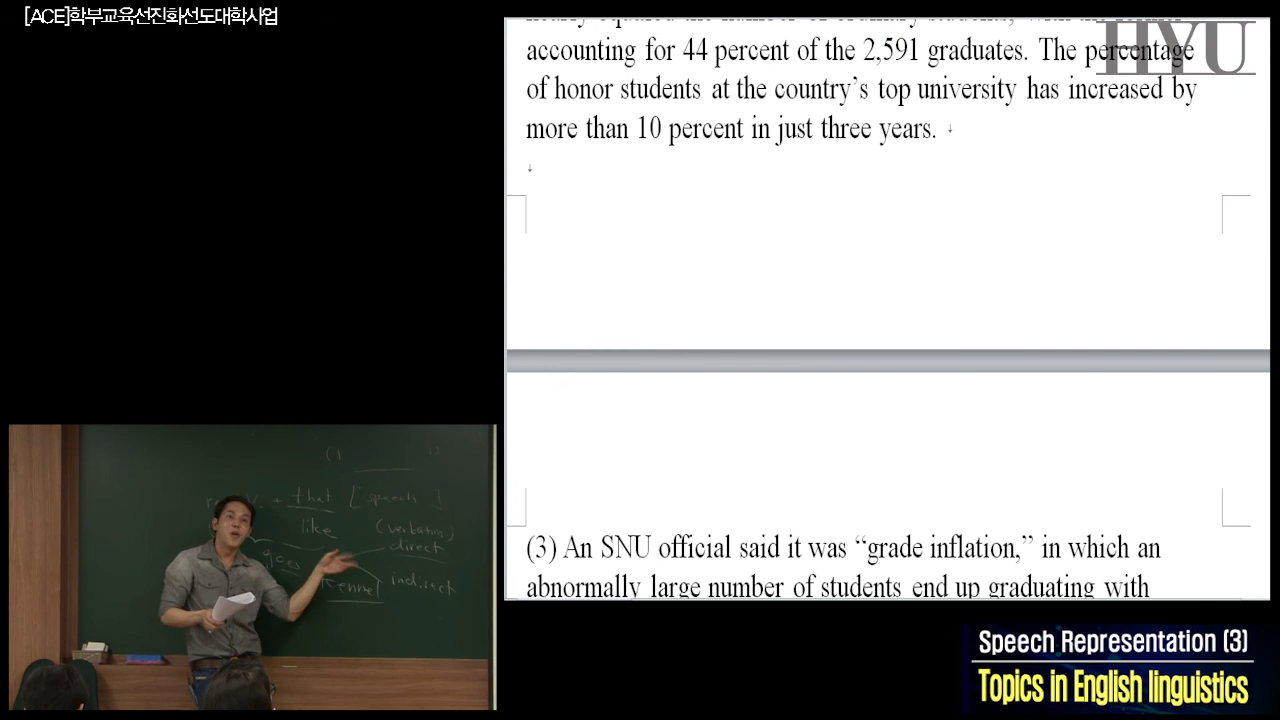 [ACE]학부교육선진화선도대학사업
HYU
accounting for 44 percent of the 2,591 graduates. The percentage
of honor students at the country's top university has increased by
more than 10 percent in just three years. ↓
↓
(3) An SNU official said it was “grade inflation,” in which an
abnormally large number of students end up graduating with
+ that [speech]
like (verbatim)
goes direct
indirect
Speech Representation (3)
Topics in English linguistics